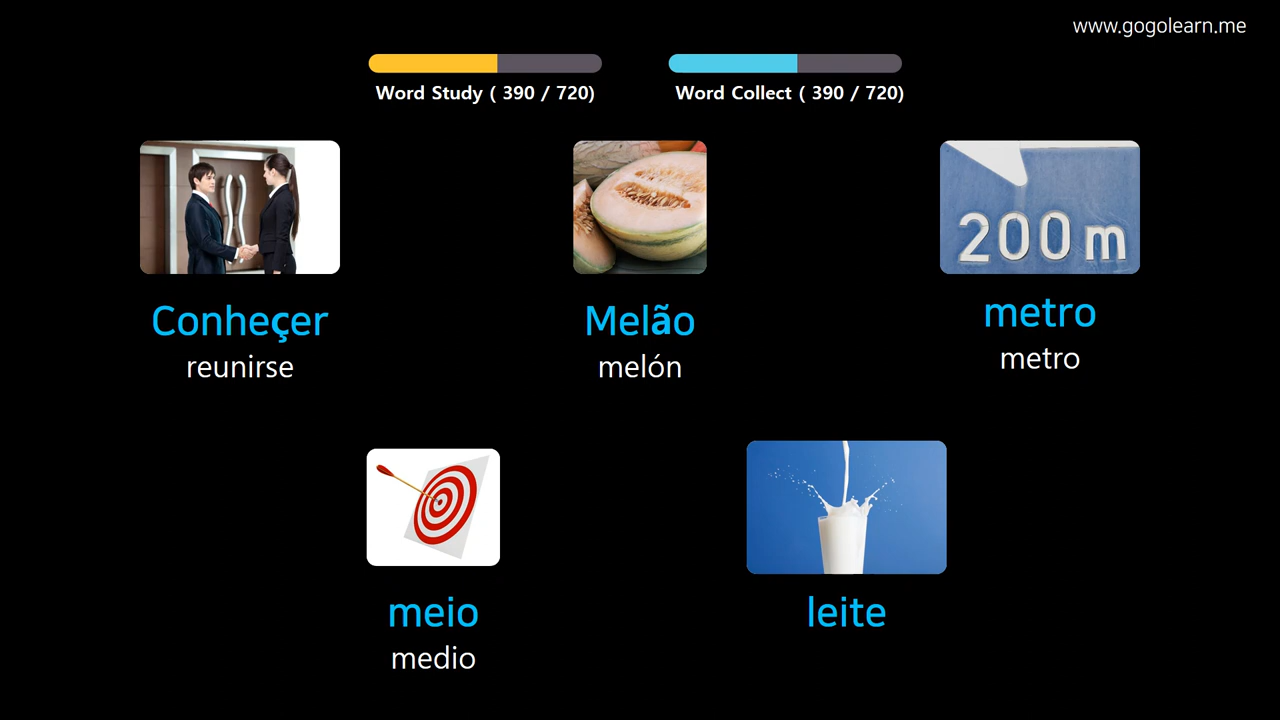 www.gogolearn.me
Word Study ( 390 / 720)
Word Collect ( 390 / 720)
200m
Conheçer
reunirse
Melão
melón
metro
metro
meio
medio
leite